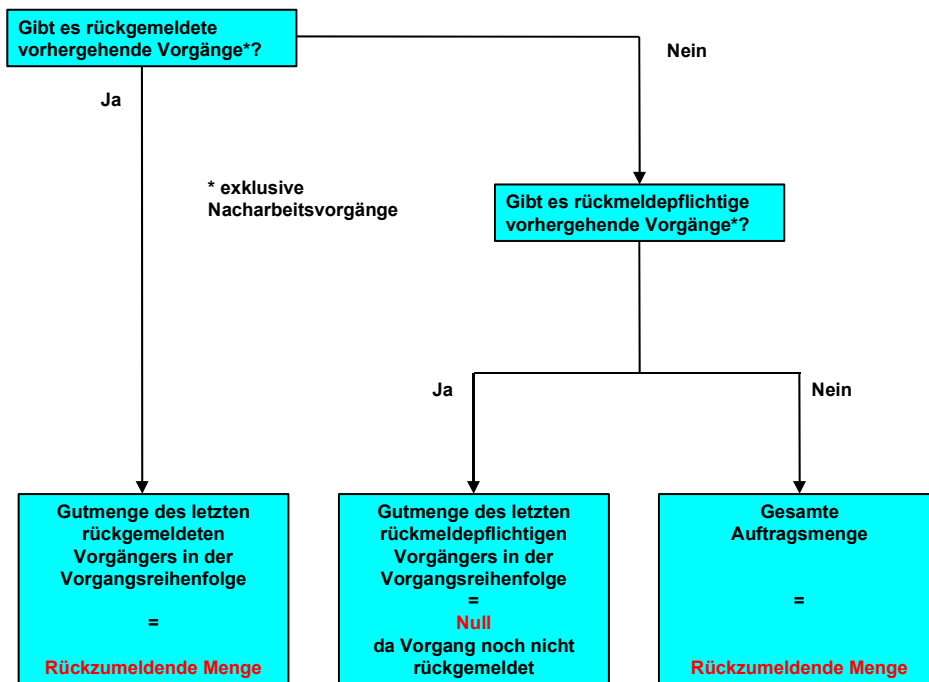 Gibt es rückgemeldete
vorhergehende Vorgänge*?
Nein
Ja
* exklusive
Nacharbeitsvorgänge
Gibt es rückmeldepflichtige
vorhergehende Vorgänge*?
Ja
Nein
Gutmenge des letzten
rückgemeldeten
Vorgängers in der
Vorgangsreihenfolge
=
Rückzumeldende Menge
Gutmenge des letzten
rückmeldepflichtigen
Vorgängers in der
Vorgangsreihenfolge
=
Null
da Vorgang noch nicht
rückgemeldet
Gesamte
Auftragsmenge
=
Rückzumeldende Menge